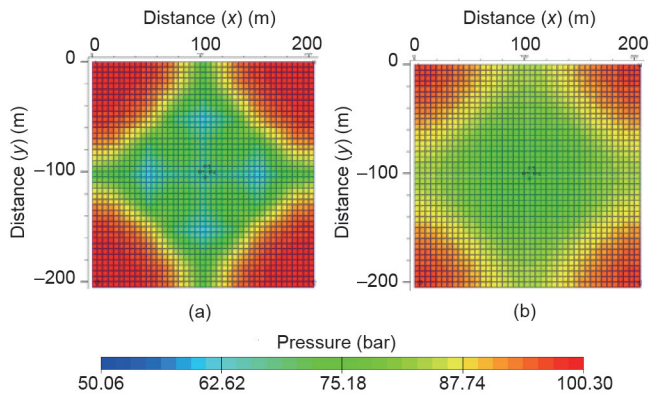 Distance (x) (m)
0 100 200
Distance (y) (m)
0
–100
–200
(a)
Distance (x) (m)
0 100 200
Distance (y) (m)
0
–100
–200
(b)
Pressure (bar)
50.06 62.62 75.18 87.74 100.30